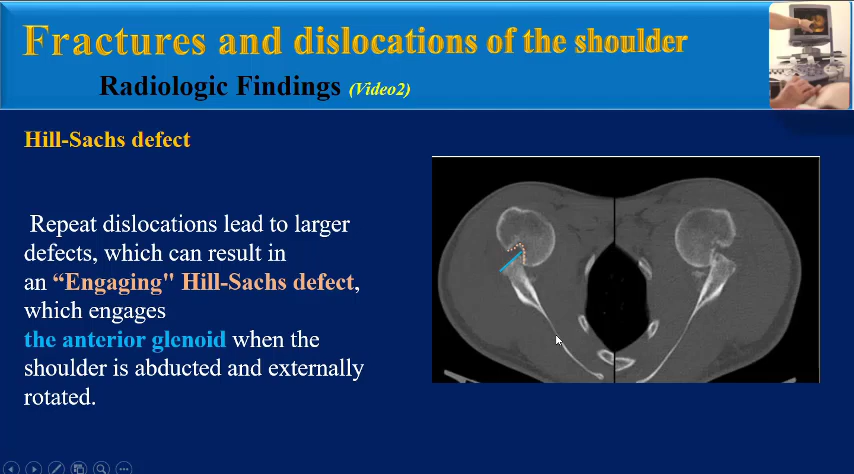 Fractures and dislocations of the shoulder
Radiologic Findings (Video2)
Hill-Sachs defect
Repeat dislocations lead to larger
defects, which can result in
an “Engaging" Hill-Sachs defect,
which engages
the anterior glenoid when the
shoulder is abducted and externally
rotated.